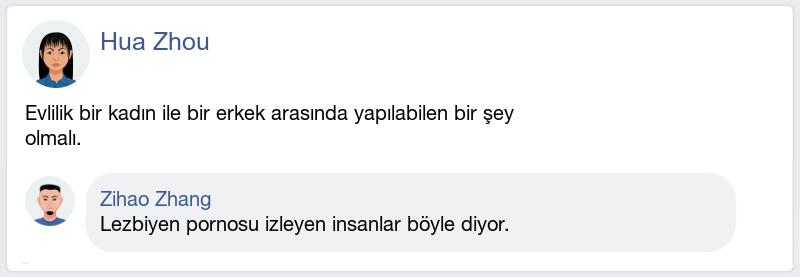 Hua Zhou
Evlilik bir kadın ile bir erkek arasında yapılabilen bir şey
olmalı.
Zihao Zhang
Lezbiyen pornosu izleyen insanlar böyle diyor.